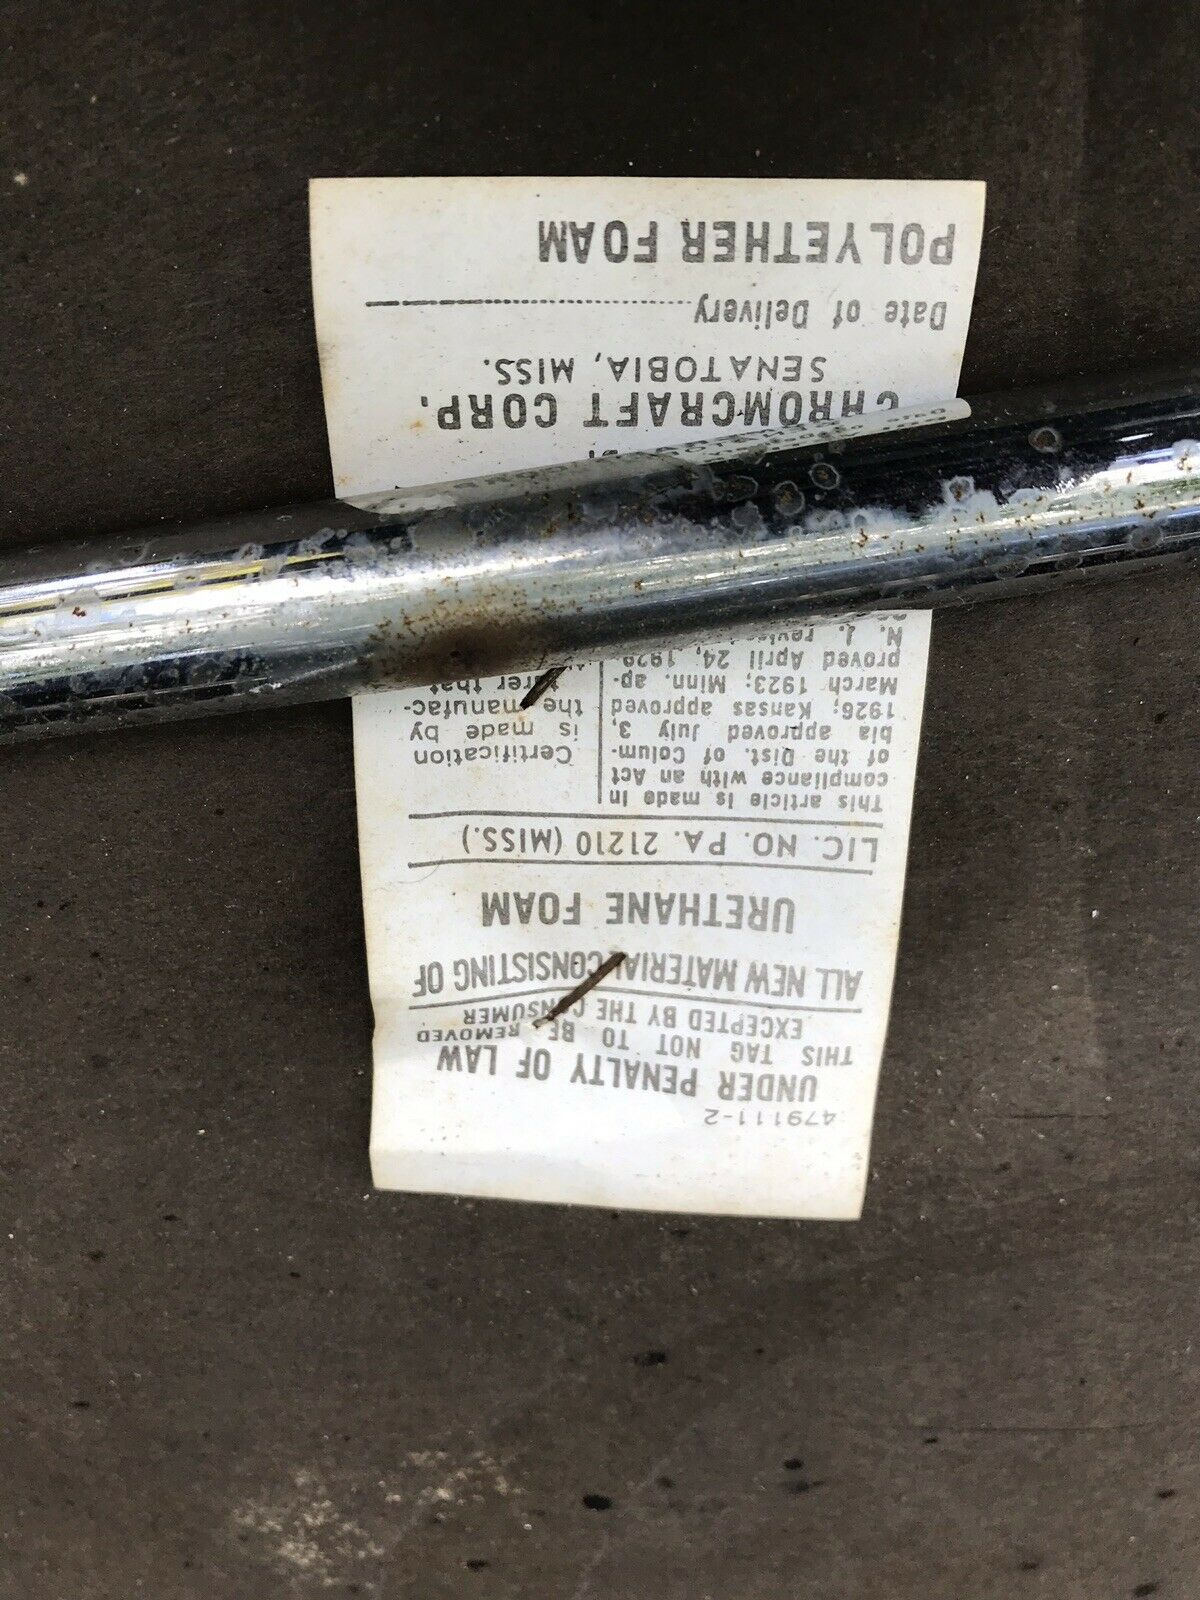 479111-2
UNDER PENALTY OF LAW
THIS TAG NOT TO BE REMOVED
EXCEPTED BY THE CONSUMER
ALL NEW MATERIAL CONSISTING OF
URETHANE FOAM
LIC. NO. PA. 21210 (MISS.)
This article is made in
compliance with an Act
of the Dist. of Colum-
bia approved July 3,
1926; Kansas approved
March 1923; Minn. ap-
proved April 24, 1929
N. J.
Certification
is made by
the manufac-
turer that
CHROMCRAFT CORP.
SENATOBIA, MISS.
Date of Delivery
POLYETHER FOAM